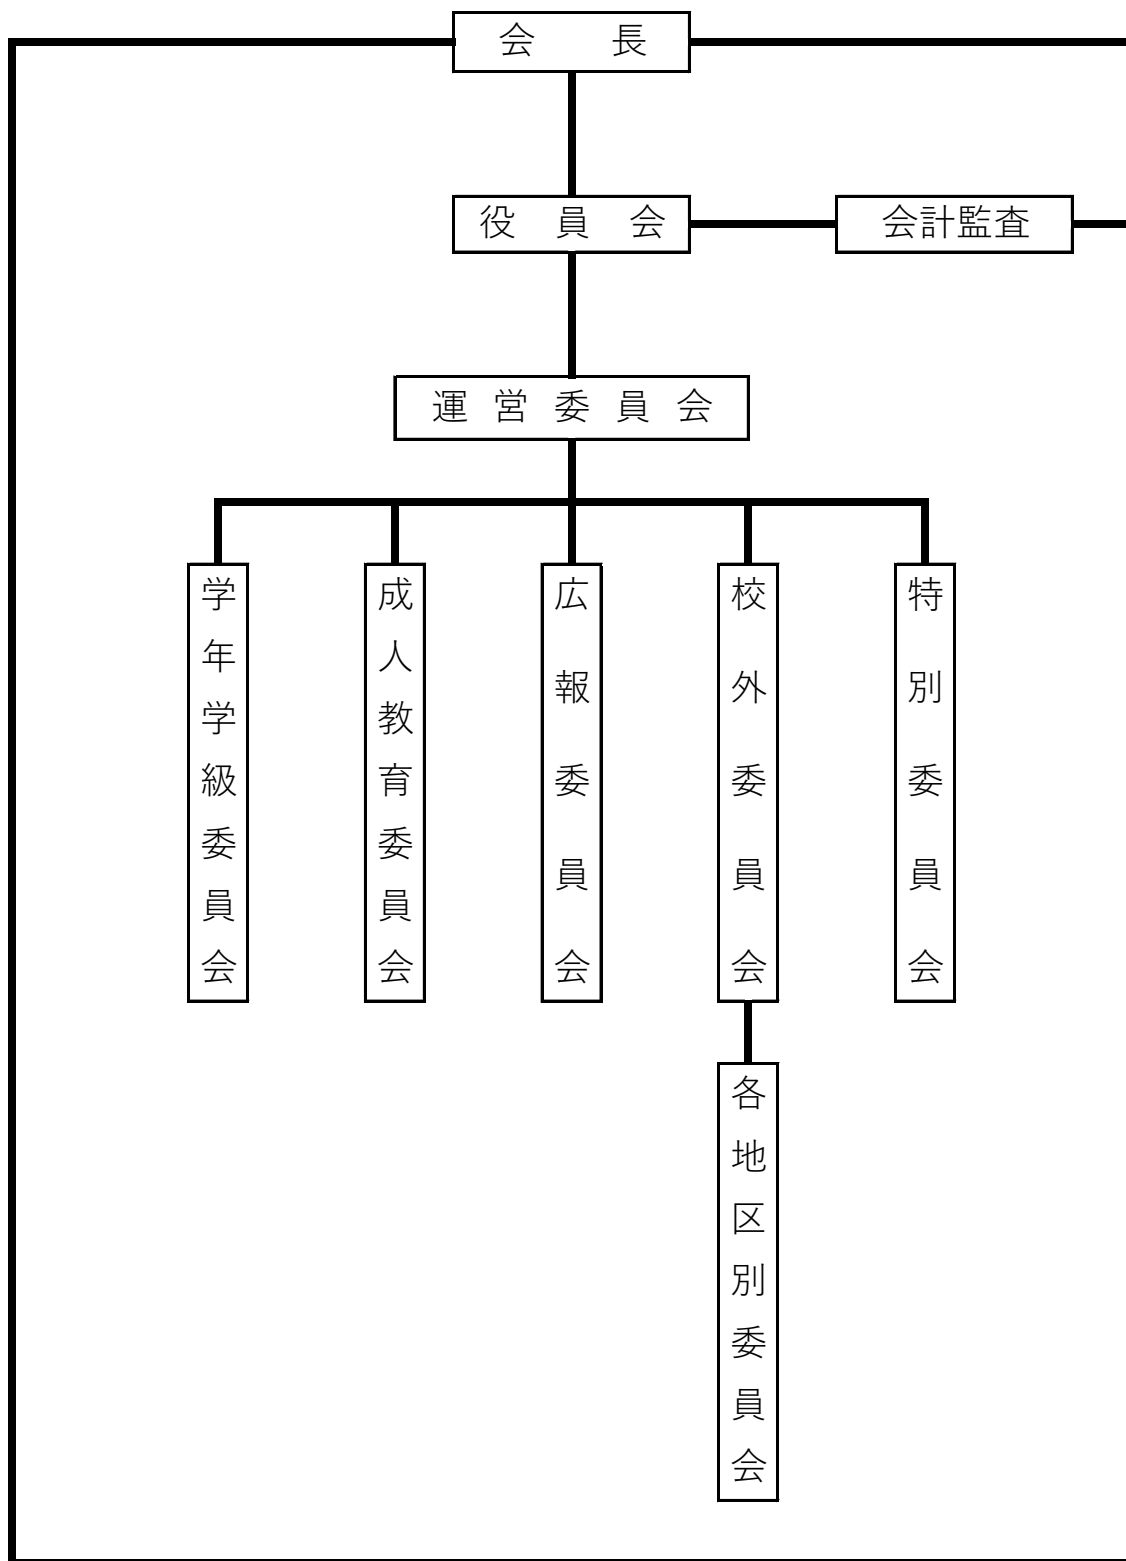 会長
役員会
会計監査
運営委員会
学年学級委員会
成人教育委員会
広報委員会
校外委員会
特別委員会
各地区別委員会